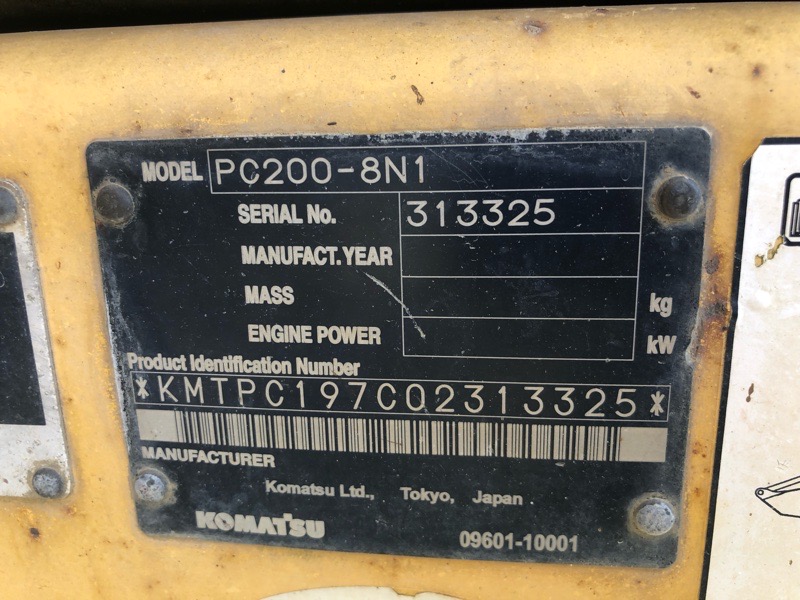 MODEL PC200-8N1
SERIAL No. 313325
MANUFACT.YEAR
MASS kg
ENGINE POWER kW
Product Identification Number
*KMTPC197C02313325*
MANUFACTURER
Komatsu Ltd., Tokyo, Japan
KOMATSU 09601-10001